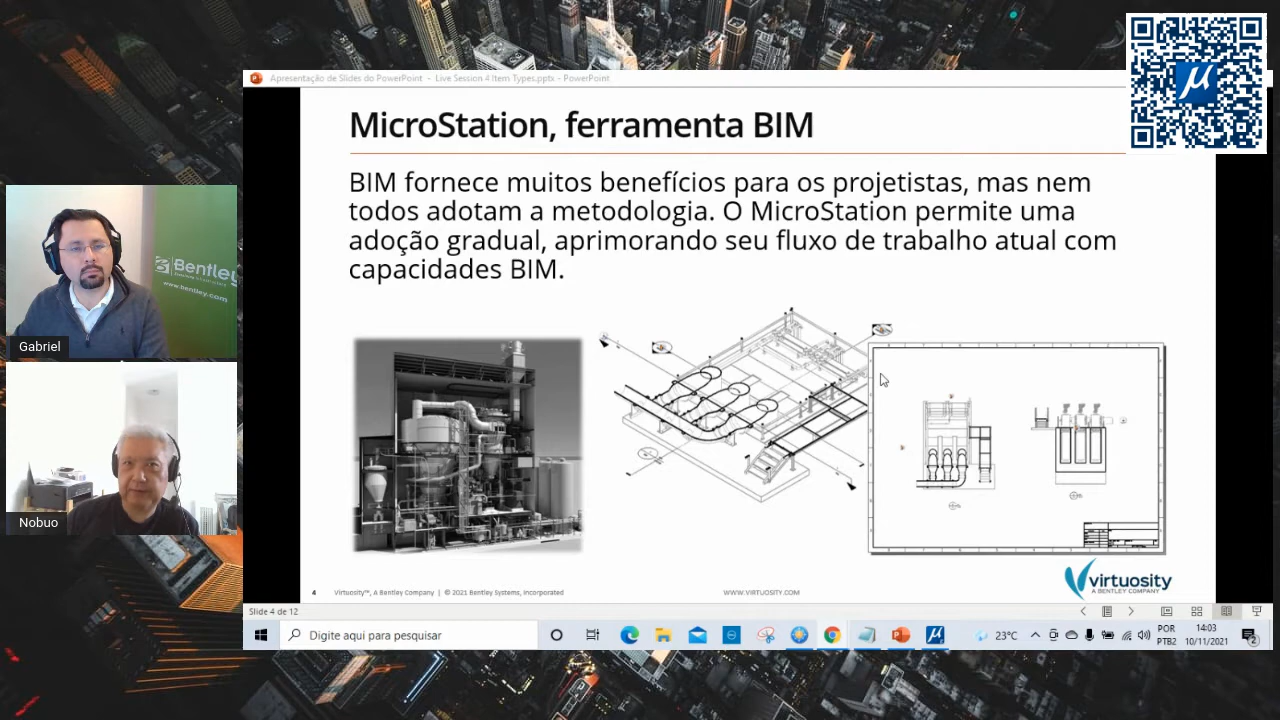 Apresentação de Slides do PowerPoint - Live Session 4 Item Types.pptx - PowerPoint
MicroStation, ferramenta BIM
BIM fornece muitos benefícios para os projetistas, mas nem
todos adotam a metodologia. O MicroStation permite uma
adoção gradual, aprimorando seu fluxo de trabalho atual com
capacidades BIM.
Bentley
www.bentley.com
Gabriel
Nobuo
virtuosity
A BENTLEY COMPANY
4 Virtuosity™, A Bentley Company | © 2021 Bentley Systems, Incorporated WWW.VIRTUOSITY.COM
Slide 4 de 12
Digite aqui para pesquisar
23°C
POR
PTB2
14:03
10/11/2021
2